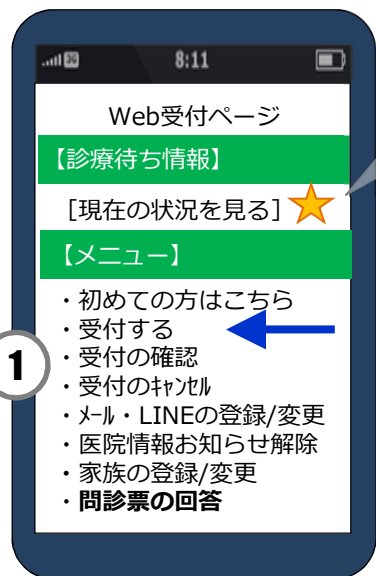 8:11
Web受付ページ
【診療待ち情報】
[現在の状況を見る]
【メニュー】
・初めての方はこちら
・受付する
1
・受付の確認
・受付のｷｬﾝｾﾙ
・ﾒｰﾙ・LINEの登録/変更
・医院情報お知らせ解除
・家族の登録/変更
・問診票の回答